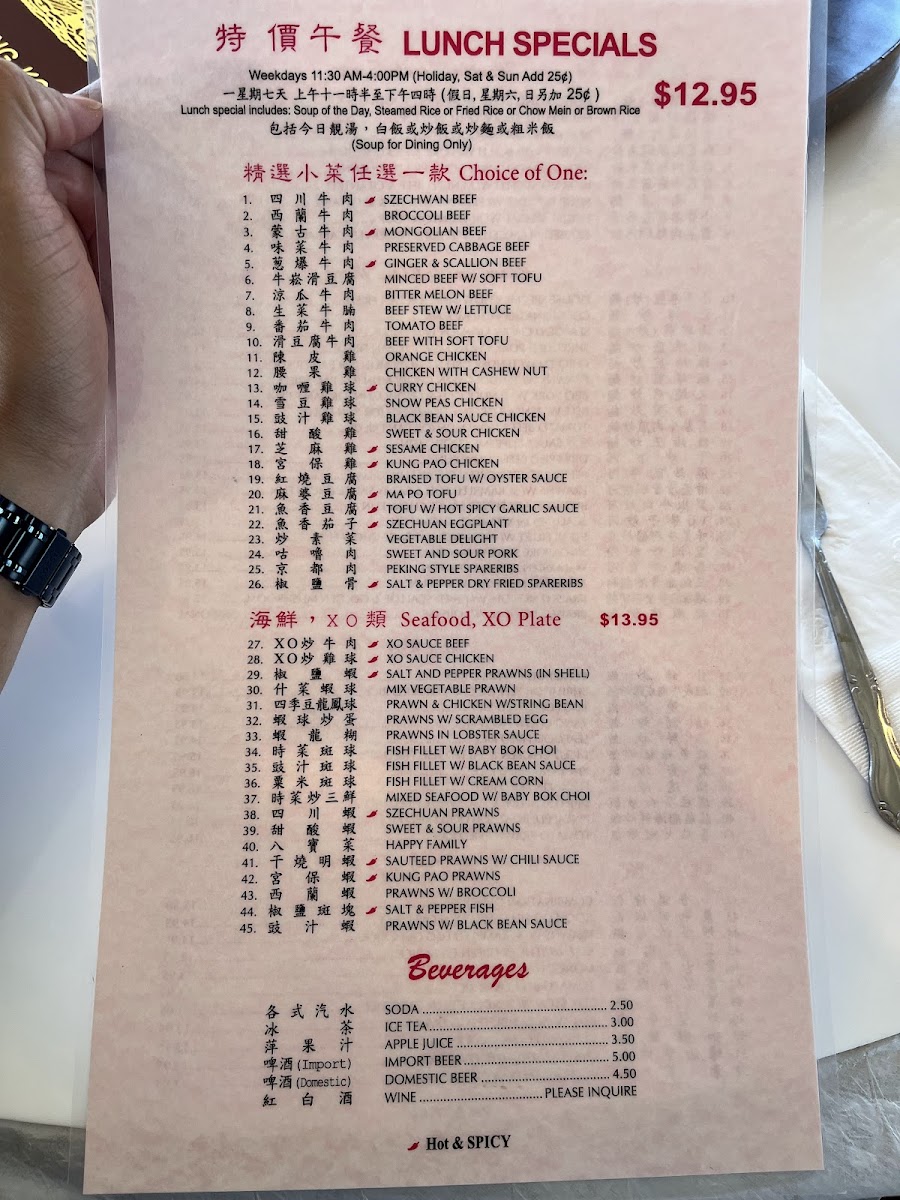 特價午餐 LUNCH SPECIALS
Weekdays 11:30 AM-4:00PM (Holiday, Sat & Sun Add 25¢)
一星期七天 上午十一時半至下午四時 (假日, 星期六, 日另加 25¢ )
$12.95
Lunch special includes: Soup of the Day, Steamed Rice or Fried Rice or Chow Mein or Brown Rice
包括今日靚湯，白飯或炒飯或炒麵或粗米飯
(Soup for Dining Only)
精選小菜任選一款 Choice of One:
1. 四川牛肉 SZECHWAN BEEF
2. 西蘭牛肉 BROCCOLI BEEF
3. 蒙古牛肉 MONGOLIAN BEEF
4. 味菜牛肉 PRESERVED CABBAGE BEEF
5. 蔥爆牛肉 GINGER & SCALLION BEEF
6. 牛崧滑豆腐 MINCED BEEF W/ SOFT TOFU
7. 涼瓜牛肉 BITTER MELON BEEF
8. 生菜牛腩 BEEF STEW W/ LETTUCE
9. 番茄牛肉 TOMATO BEEF
10. 滑豆腐牛肉 BEEF WITH SOFT TOFU
11. 陳皮雞 ORANGE CHICKEN
12. 腰果雞 CHICKEN WITH CASHEW NUT
13. 咖喱雞球 CURRY CHICKEN
14. 雪豆雞球 SNOW PEAS CHICKEN
15. 豉汁雞球 BLACK BEAN SAUCE CHICKEN
16. 甜酸雞 SWEET & SOUR CHICKEN
17. 芝麻雞 SESAME CHICKEN
18. 宮保雞 KUNG PAO CHICKEN
19. 紅燒豆腐 BRAISED TOFU W/ OYSTER SAUCE
20. 麻婆豆腐 MA PO TOFU
21. 魚香豆腐 TOFU W/ HOT SPICY GARLIC SAUCE
22. 魚香茄子 SZECHUAN EGGPLANT
23. 炒素菜 VEGETABLE DELIGHT
24. 咕嚕肉 SWEET AND SOUR PORK
25. 京都肉 PEKING STYLE SPARERIBS
26. 椒鹽骨 SALT & PEPPER DRY FRIED SPARERIBS
海鮮，XO類 Seafood, XO Plate $13.95
27. XO炒牛肉 XO SAUCE BEEF
28. XO炒雞球 XO SAUCE CHICKEN
29. 椒鹽蝦 SALT AND PEPPER PRAWNS (IN SHELL)
30. 什菜蝦球 MIX VEGETABLE PRAWN
31. 四季豆龍鳳球 PRAWN & CHICKEN W/STRING BEAN
32. 蝦球炒蛋 PRAWNS W/ SCRAMBLED EGG
33. 蝦龍糊 PRAWNS IN LOBSTER SAUCE
34. 時菜斑球 FISH FILLET W/ BABY BOK CHOI
35. 豉汁斑球 FISH FILLET W/ BLACK BEAN SAUCE
36. 粟米斑球 FISH FILLET W/ CREAM CORN
37. 時菜炒三鮮 MIXED SEAFOOD W/ BABY BOK CHOI
38. 四川蝦 SZECHUAN PRAWNS
39. 甜酸蝦 SWEET & SOUR PRAWNS
40. 八寶菜 HAPPY FAMILY
41. 干燒明蝦 SAUTEED PRAWNS W/ CHILI SAUCE
42. 宮保蝦 KUNG PAO PRAWNS
43. 西蘭蝦 PRAWNS W/ BROCCOLI
44. 椒鹽斑塊 SALT & PEPPER FISH
45. 豉汁蝦 PRAWNS W/ BLACK BEAN SAUCE
Beverages
各式汽水 SODA 2.50
冰茶 ICE TEA 3.00
萍果汁 APPLE JUICE 3.50
啤酒(Import) IMPORT BEER 5.00
啤酒(Domestic) DOMESTIC BEER 4.50
紅白酒 WINE PLEASE INQUIRE
Hot & SPICY